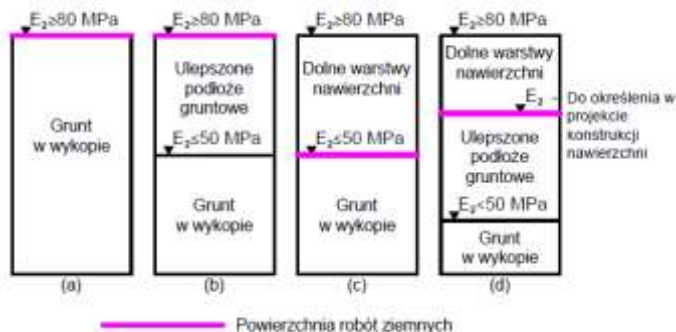 E₂≥80 MPa
Grunt
w wykopie
(a)
E₂≥80 MPa
Ulepszone
podłoże
gruntowe
E₂≤50 MPa
Grunt
w wykopie
(b)
E₂≥80 MPa
Dolne warstwy
nawierzchni
E₂≤50 MPa
Grunt
w wykopie
(c)
E₂≥80 MPa
Dolne warstwy
nawierzchni
E₂
Do określenia w
projekcie
konstrukcji
nawierzchni
Ulepszone
podłoże
gruntowe
E₂<50 MPa
Grunt
w wykopie
(d)
Powierzchnia robót ziemnych